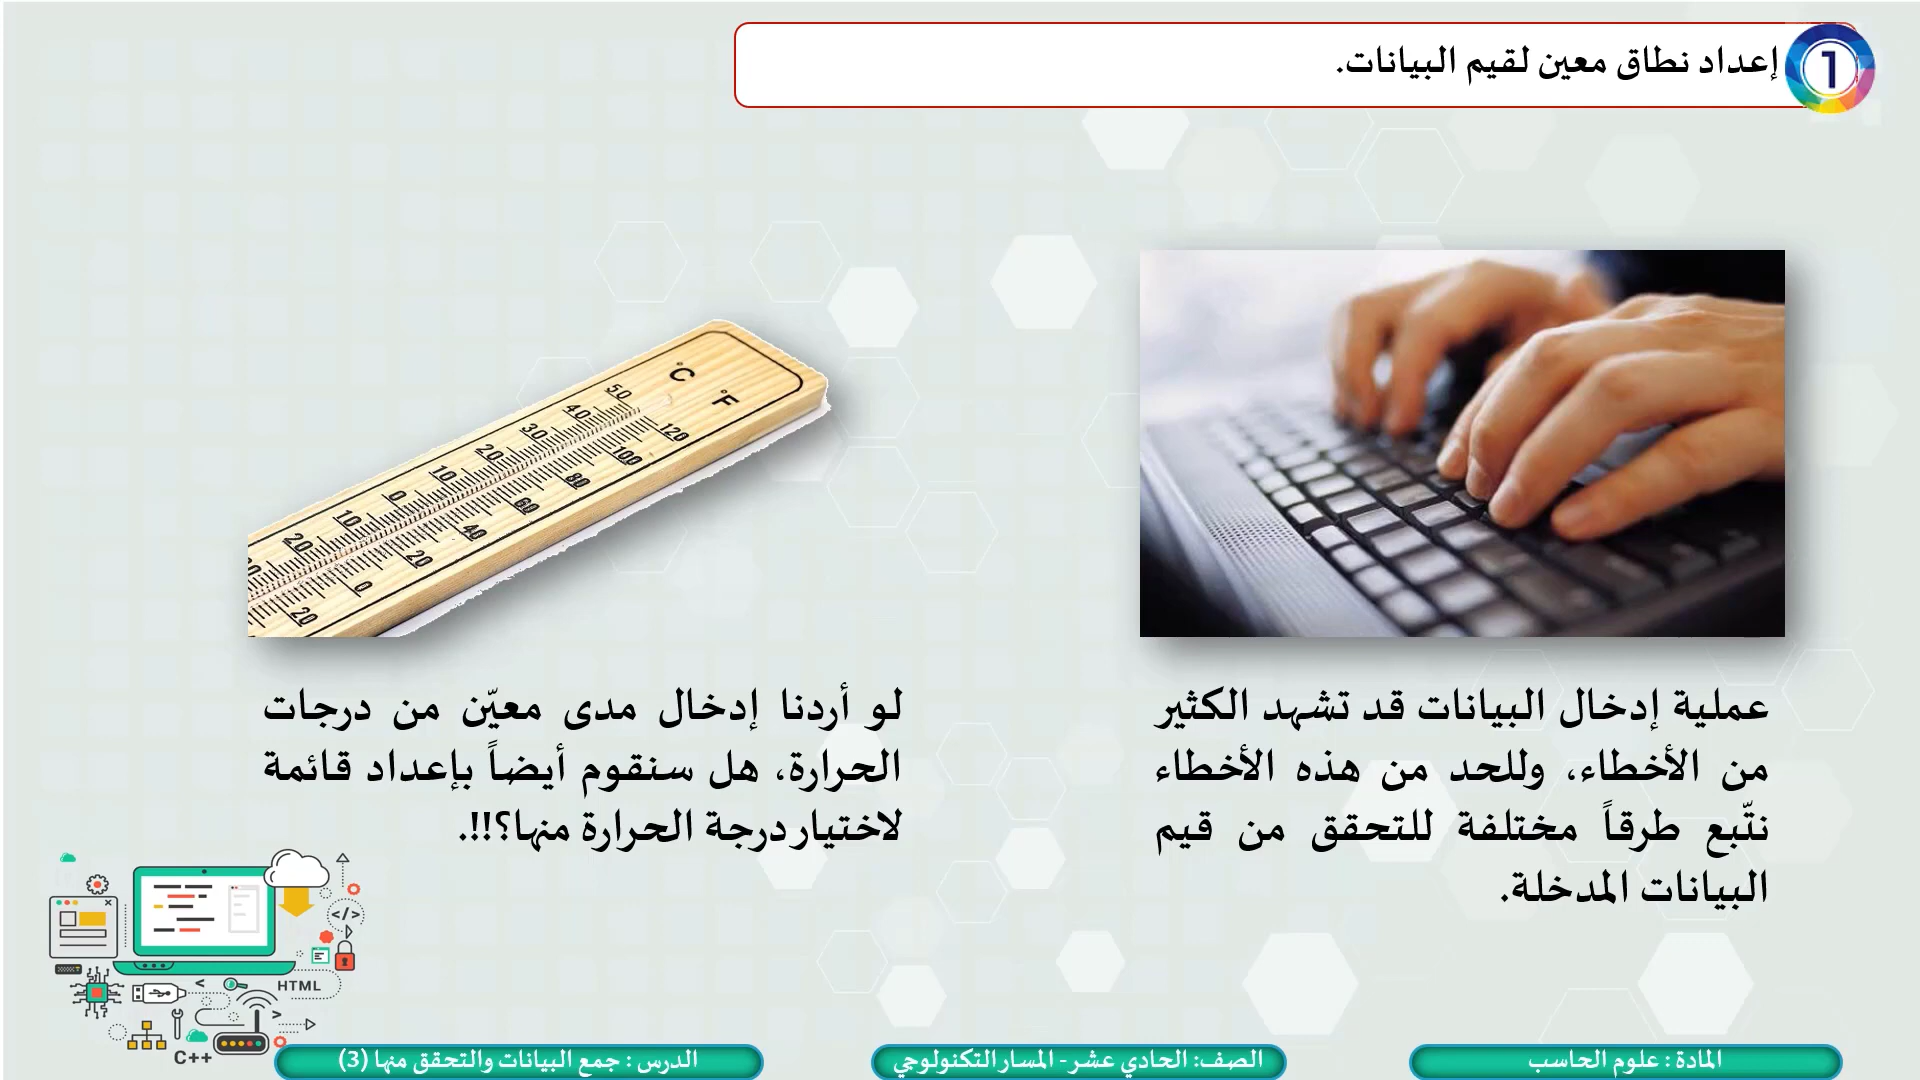 1
إعداد نطاق معين لقيم البيانات.
عملية إدخال البيانات قد تشهد الكثير
من الأخطاء، وللحد من هذه الأخطاء
نتّبع طرقاً مختلفة للتحقق من قيم
البيانات المدخلة.
°C
°F
50
40
30
20
10
0
10
20
120
100
80
60
40
20
0
20
لو أردنا إدخال مدى معيّن من درجات
الحرارة، هل سنقوم أيضاً بإعداد قائمة
لاختيار درجة الحرارة منها؟!!.
</>
HTML
C++
المادة : علوم الحاسب
الصف: الحادي عشر- المسار التكنولوجي
الدرس : جمع البيانات والتحقق منها (3)